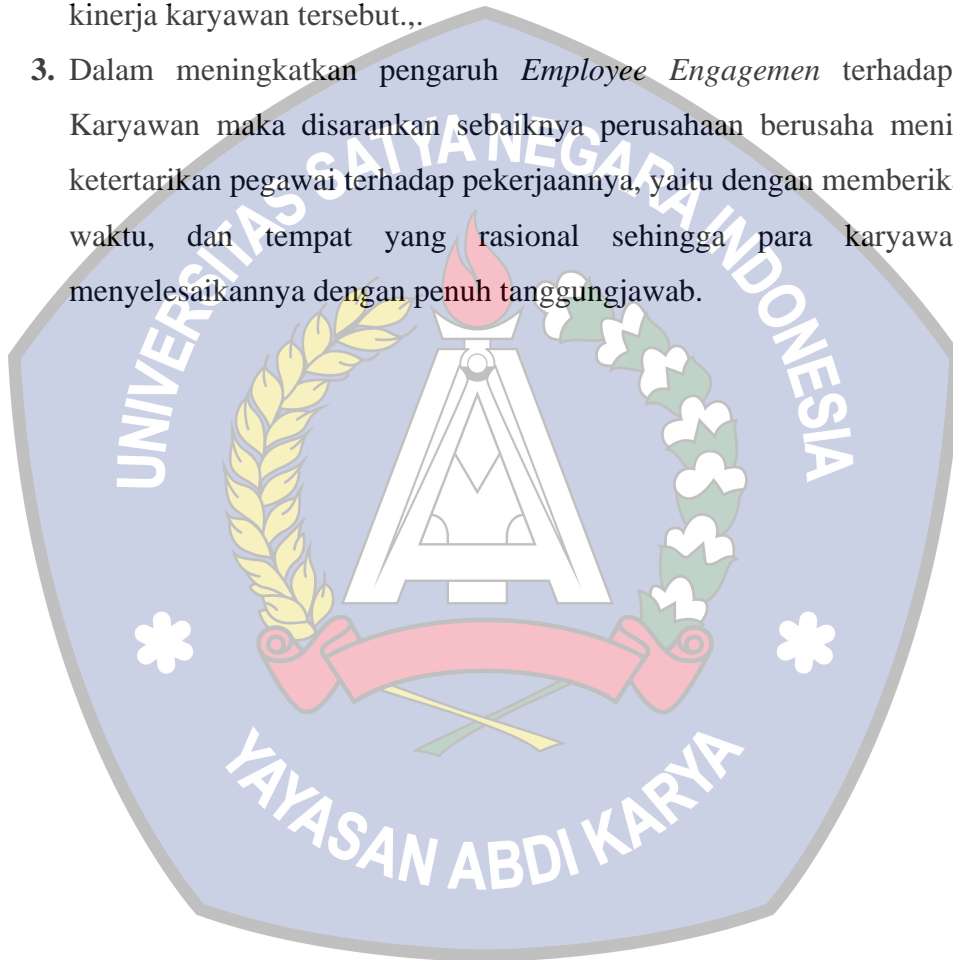 kinerja karyawan tersebut.,.
3. Dalam meningkatkan pengaruh Employee Engagemen terhadap
Karyawan maka disarankan sebaiknya perusahaan berusaha meni
ketertarikan pegawai terhadap pekerjaannya, yaitu dengan memberik
waktu, dan tempat yang rasional sehingga para karyawa
menyelesaikannya dengan penuh tanggungjawab.
UNIVERSITAS SATYA NEGARA INDONESIA
YAYASAN ABDI KARYA